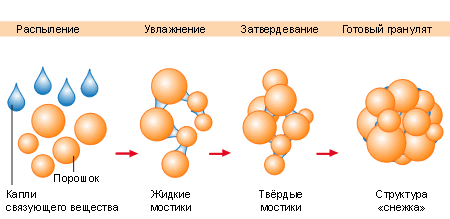 Распыление
Увлажнение
Затвердевание
Готовый гранулят
Порошок
Капли
связующего вещества
Жидкие
мостики
Твёрдые
мостики
Структура
«снежка»